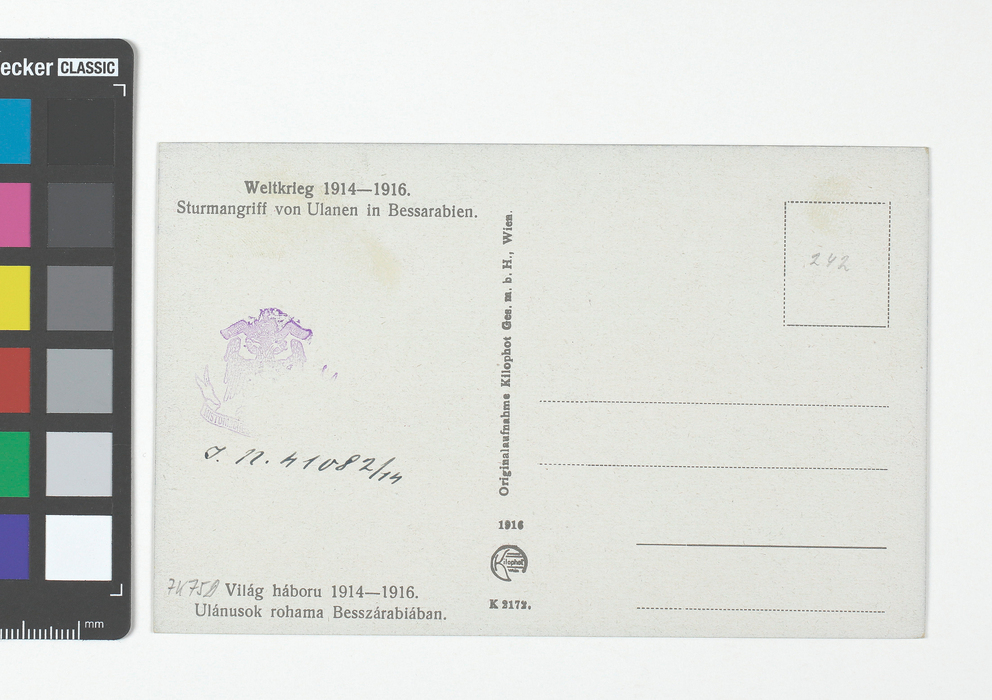 ecker CLASSIC
Weltkrieg 1914—1916.
Sturmangriff von Ulanen in Bessarabien.
242
Originalaufnahme Kilophot Ges. m. b. H., Wien.
J. N. 41082/14
1916
Kilophot
K 2172.
Világ háboru 1914—1916.
Ulánusok rohama Besszárabiában.
mm